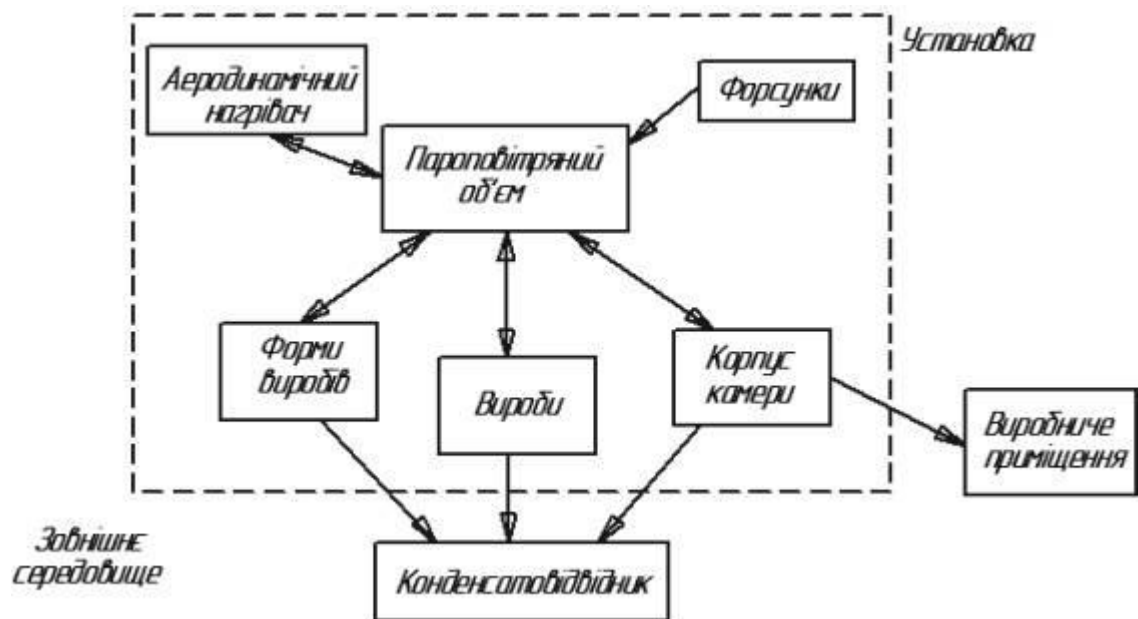 Установка
Аеродинамічний
нагрівач
Форсунки
Пароповітряний
об'єм
Форми
виробів
Вироби
Корпус
камери
Виробниче
приміщення
Зовнішнє
середовище
Конденсатовідвідник